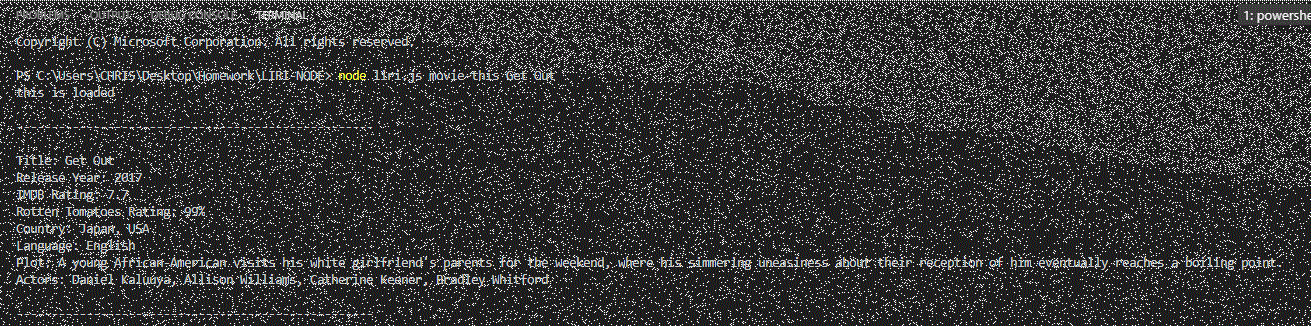 PROBLEMS OUTPUT DEBUG CONSOLE TERMINAL
1: powershe
Copyright (C) Microsoft Corporation. All rights reserved.
PS C:\Users\CHRIS\Desktop\Homework\LIRI-NODE> node liri.js movie-this Get Out
this is loaded
---------------------------------------------------
Title: Get Out
Release Year: 2017
IMDB Rating: 7.7
Rotten Tomatoes Rating: 99%
Country: Japan, USA
Language: English
Plot: A young African-American visits his white girlfriend's parents for the weekend, where his simmering uneasiness about their reception of him eventually reaches a boiling point.
Actors: Daniel Kaluuya, Allison Williams, Catherine Keener, Bradley Whitford
---------------------------------------------------